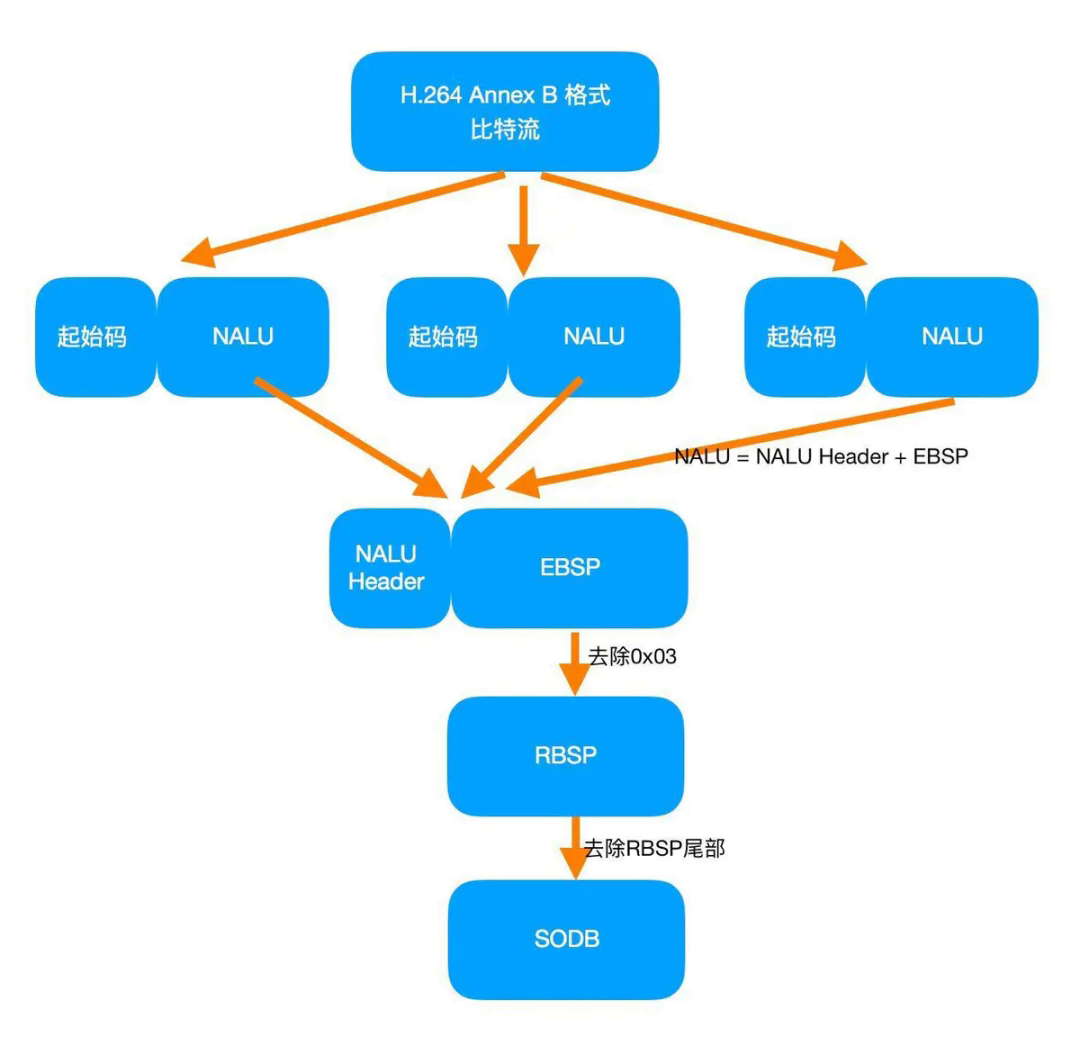 H.264 Annex B 格式
比特流
起始码
NALU
起始码
NALU
起始码
NALU
NALU = NALU Header + EBSP
NALU
Header
EBSP
去除0x03
RBSP
去除RBSP尾部
SODB